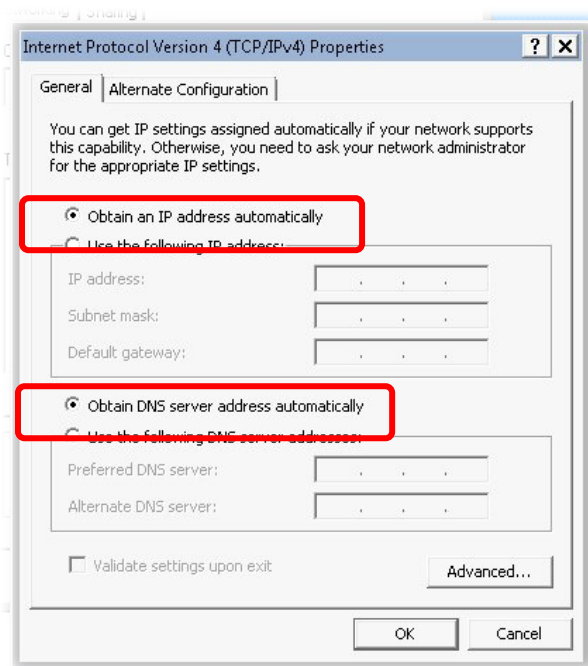 Sharing
Internet Protocol Version 4 (TCP/IPv4) Properties
General Alternate Configuration
You can get IP settings assigned automatically if your network supports
this capability. Otherwise, you need to ask your network administrator
for the appropriate IP settings.
Obtain an IP address automatically
Use the following IP address:
IP address:
Subnet mask:
Default gateway:
Obtain DNS server address automatically
Use the following DNS server addresses:
Preferred DNS server:
Alternate DNS server:
Validate settings upon exit
Advanced...
OK Cancel